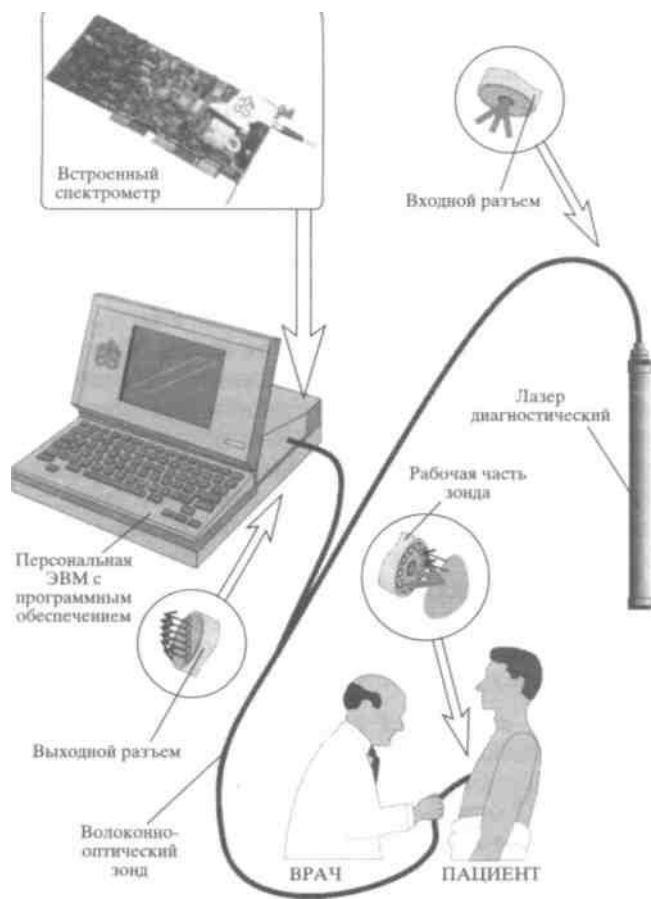 Встроенный
спектрометр
Входной разъем
Лазер
диагностический
Рабочая часть
зонда
Персональная
ЭВМ с
программным
обеспечением
Выходной разъем
Волоконно-
оптический
зонд
ВРАЧ
ПАЦИЕНТ